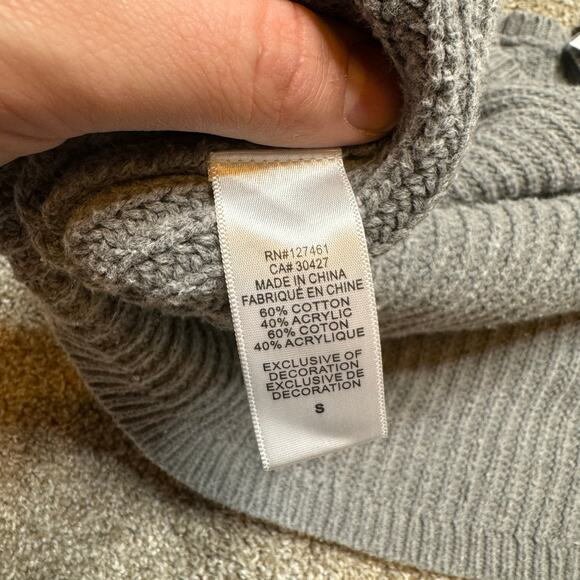 RN#127461
CA# 30427
MADE IN CHINA
FABRIQUÉ EN CHINE
60% COTTON
40% ACRYLIC
60% COTON
40% ACRYLIQUE
EXCLUSIVE OF
DECORATION
EXCLUSIVE DE
DECORATION
S